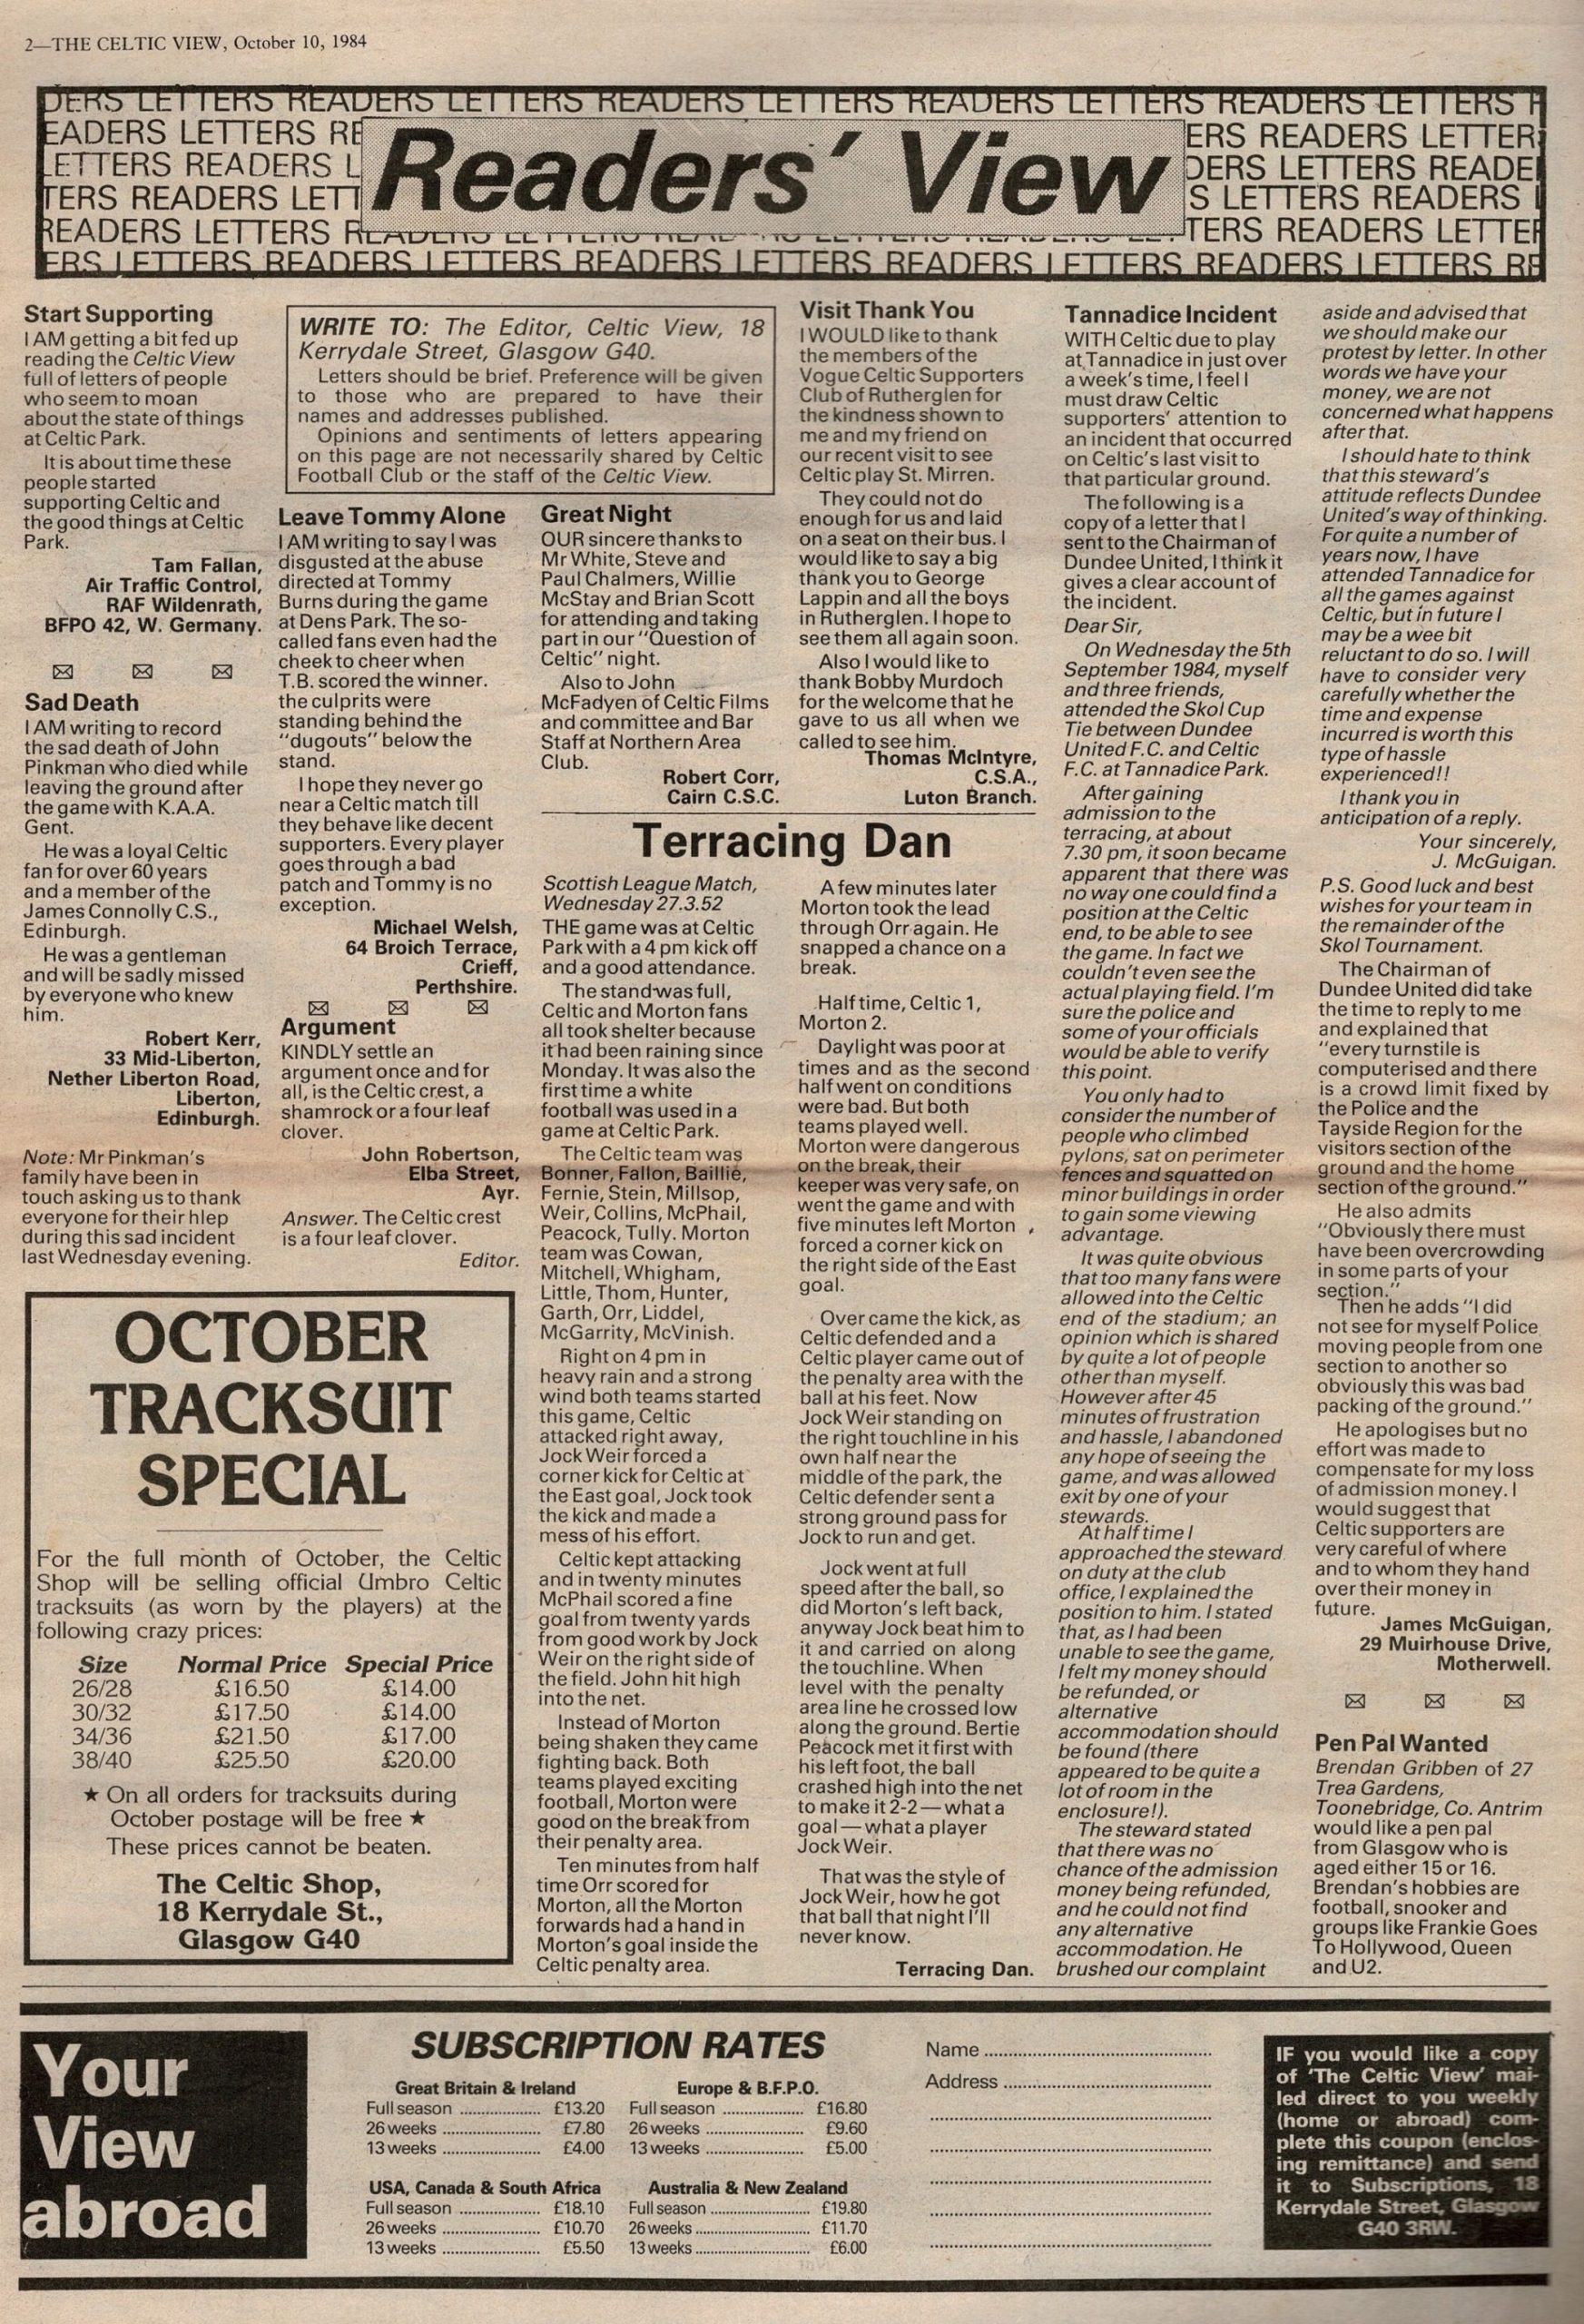 2—THE CELTIC VIEW, October 10, 1984
DERS LETTERS READERS LETTERS READERS LETTERS READERS LETTERS READERS LETTERS R
EADERS LETTERS RE
ERS READERS LETTER
LETTERS READERS L
DERS LETTERS READE
TERS READERS LETT
S LETTERS READERS
READERS LETTERS
TERS READERS LETTE
ERS LETTERS READERS LETTERS READERS LETTERS READERS LETTERS READERS LETTERS RE
Readers' View
Start Supporting
I AM getting a bit fed up
reading the Celtic View
full of letters of people
who seem to moan
about the state of things
at Celtic Park.
It is about time these
people started
supporting Celtic and
the good things at Celtic
Park.
Tam Fallan,
Air Traffic Control,
RAF Wildenrath,
BFPO 42, W. Germany.
Sad Death
I AM writing to record
the sad death of John
Pinkman who died while
leaving the ground after
the game with K.A.A.
Gent.
He was a loyal Celtic
fan for over 60 years
and a member of the
James Connolly C.S.,
Edinburgh.
He was a gentleman
and will be sadly missed
by everyone who knew
him.
Robert Kerr,
33 Mid-Liberton,
Nether Liberton Road,
Liberton,
Edinburgh.
Note: Mr Pinkman's
family have been in
touch asking us to thank
everyone for their hlep
during this sad incident
last Wednesday evening.
WRITE TO: The Editor, Celtic View, 18
Kerrydale Street, Glasgow G40.
Letters should be brief. Preference will be given
to those who are prepared to have their
names and addresses published.
Opinions and sentiments of letters appearing
on this page are not necessarily shared by Celtic
Football Club or the staff of the Celtic View.
Leave Tommy Alone
I AM writing to say I was
disgusted at the abuse
directed at Tommy
Burns during the game
at Dens Park. The so-
called fans even had the
cheek to cheer when
T.B. scored the winner.
the culprits were
standing behind the
"dugouts" below the
stand.
I hope they never go
near a Celtic match till
they behave like decent
supporters. Every player
goes through a bad
patch and Tommy is no
exception.
Michael Welsh,
64 Broich Terrace,
Crieff,
Perthshire.
Argument
KINDLY settle an
argument once and for
all, is the Celtic crest, a
shamrock or a four leaf
clover.
John Robertson,
Elba Street,
Ayr.
Answer. The Celtic crest
is a four leaf clover.
Editor.
OCTOBER
TRACKSUIT
SPECIAL
For the full month of October, the Celtic
Shop will be selling official Umbro Celtic
tracksuits (as worn by the players) at the
following crazy prices:
Size Normal Price Special Price
26/28 £16.50 £14.00
30/32 £17.50 £14.00
34/36 £21.50 £17.00
38/40 £25.50 £20.00
★ On all orders for tracksuits during
October postage will be free ★
These prices cannot be beaten.
The Celtic Shop,
18 Kerrydale St.,
Glasgow G40
Great Night
OUR sincere thanks to
Mr White, Steve and
Paul Chalmers, Willie
McStay and Brian Scott
for attending and taking
part in our "Question of
Celtic" night.
Also to John
McFadyen of Celtic Films
and committee and Bar
Staff at Northern Area
Club.
Robert Corr,
Cairn C.S.C.
Visit Thank You
I WOULD like to thank
the members of the
Vogue Celtic Supporters
Club of Rutherglen for
the kindness shown to
me and my friend on
our recent visit to see
Celtic play St. Mirren.
They could not do
enough for us and laid
on a seat on their bus. I
would like to say a big
thank you to George
Lappin and all the boys
in Rutherglen. I hope to
see them all again soon.
Also I would like to
thank Bobby Murdoch
for the welcome that he
gave to us all when we
called to see him.
Thomas McIntyre,
C.S.A.,
Luton Branch.
Terracing Dan
Scottish League Match,
Wednesday 27.3.52
THE game was at Celtic
Park with a 4 pm kick off
and a good attendance.
The stand was full,
Celtic and Morton fans
all took shelter because
it had been raining since
Monday. It was also the
first time a white
football was used in a
game at Celtic Park.
The Celtic team was
Bonner, Fallon, Baillie,
Fernie, Stein, Millsop,
Weir, Collins, McPhail,
Peacock, Tully. Morton
team was Cowan,
Mitchell, Whigham,
Little, Thom, Hunter,
Garth, Orr, Liddel,
McGarrity, McVinish.
Right on 4 pm in
heavy rain and a strong
wind both teams started
this game, Celtic
attacked right away,
Jock Weir forced a
corner kick for Celtic at
the East goal, Jock took
the kick and made a
mess of his effort.
Celtic kept attacking
and in twenty minutes
McPhail scored a fine
goal from twenty yards
from good work by Jock
Weir on the right side of
the field. John hit high
into the net.
Instead of Morton
being shaken they came
fighting back. Both
teams played exciting
football, Morton were
good on the break from
their penalty area.
Ten minutes from half
time Orr scored for
Morton, all the Morton
forwards had a hand in
Morton's goal inside the
Celtic penalty area.
A few minutes later
Morton took the lead
through Orr again. He
snapped a chance on a
break.
Half time, Celtic 1,
Morton 2.
Daylight was poor at
times and as the second
half went on conditions
were bad. But both
teams played well.
Morton were dangerous
on the break, their
keeper was very safe, on
went the game and with
five minutes left Morton
forced a corner kick on
the right side of the East
goal.
Over came the kick, as
Celtic defended and a
Celtic player came out of
the penalty area with the
ball at his feet. Now
Jock Weir standing on
the right touchline in his
own half near the
middle of the park, the
Celtic defender sent a
strong ground pass for
Jock to run and get.
Jock went at full
speed after the ball, so
did Morton's left back,
anyway Jock beat him to
it and carried on along
the touchline. When
level with the penalty
area line he crossed low
along the ground. Bertie
Peacock met it first with
his left foot, the ball
crashed high into the net
to make it 2-2 — what a
goal — what a player
Jock Weir.
That was the style of
Jock Weir, how he got
that ball that night I'll
never know.
Terracing Dan.
Tannadice Incident
WITH Celtic due to play
at Tannadice in just over
a week's time, I feel I
must draw Celtic
supporters' attention to
an incident that occurred
on Celtic's last visit to
that particular ground.
The following is a
copy of a letter that I
sent to the Chairman of
Dundee United, I think it
gives a clear account of
the incident.
Dear Sir,
On Wednesday the 5th
September 1984, myself
and three friends,
attended the Skol Cup
Tie between Dundee
United F.C. and Celtic
F.C. at Tannadice Park.
After gaining
admission to the
terracing, at about
7.30 pm, it soon became
apparent that there was
no way one could find a
position at the Celtic
end, to be able to see
the game. In fact we
couldn't even see the
actual playing field. I'm
sure the police and
some of your officials
would be able to verify
this point.
You only had to
consider the number of
people who climbed
pylons, sat on perimeter
fences and squatted on
minor buildings in order
to gain some viewing
advantage.
It was quite obvious
that too many fans were
allowed into the Celtic
end of the stadium; an
opinion which is shared
by quite a lot of people
other than myself.
However after 45
minutes of frustration
and hassle, I abandoned
any hope of seeing the
game, and was allowed
exit by one of your
stewards.
At half time I
approached the steward
on duty at the club
office, I explained the
position to him. I stated
that, as I had been
unable to see the game,
I felt my money should
be refunded, or
alternative
accommodation should
be found (there
appeared to be quite a
lot of room in the
enclosure!).
The steward stated
that there was no
chance of the admission
money being refunded,
and he could not find
any alternative
accommodation. He
brushed our complaint
aside and advised that
we should make our
protest by letter. In other
words we have your
money, we are not
concerned what happens
after that.
I should hate to think
that this steward's
attitude reflects Dundee
United's way of thinking.
For quite a number of
years now, I have
attended Tannadice for
all the games against
Celtic, but in future I
may be a wee bit
reluctant to do so. I will
have to consider very
carefully whether the
time and expense
incurred is worth this
type of hassle
experienced!!
I thank you in
anticipation of a reply.
Your sincerely,
J. McGuigan.
P.S. Good luck and best
wishes for your team in
the remainder of the
Skol Tournament.
The Chairman of
Dundee United did take
the time to reply to me
and explained that
"every turnstile is
computerised and there
is a crowd limit fixed by
the Police and the
Tayside Region for the
visitors section of the
ground and the home
section of the ground."
He also admits
"Obviously there must
have been overcrowding
in some parts of your
section."
Then he adds "I did
not see for myself Police
moving people from one
section to another so
obviously this was bad
packing of the ground."
He apologises but no
effort was made to
compensate for my loss
of admission money. I
would suggest that
Celtic supporters are
very careful of where
and to whom they hand
over their money in
future.
James McGuigan,
29 Muirhouse Drive,
Motherwell.
Pen Pal Wanted
Brendan Gribben of 27
Trea Gardens,
Toonebridge, Co. Antrim
would like a pen pal
from Glasgow who is
aged either 15 or 16.
Brendan's hobbies are
football, snooker and
groups like Frankie Goes
To Hollywood, Queen
and U2.
Your
View
abroad
SUBSCRIPTION RATES
Great Britain & Ireland
Full season .................. £13.20
26 weeks ...................... £7.80
13 weeks ...................... £4.00
Europe & B.F.P.O.
Full season .................. £16.80
26 weeks ...................... £9.60
13 weeks ...................... £5.00
USA, Canada & South Africa
Full season .................. £18.10
26 weeks ...................... £10.70
13 weeks ...................... £5.50
Australia & New Zealand
Full season .................. £19.80
26 weeks ...................... £11.70
13 weeks ...................... £6.00
Name ..................................................
Address ..............................................
IF you would like a copy
of 'The Celtic View' mai-
led direct to you weekly
(home or abroad) com-
plete this coupon (enclos-
ing remittance) and send
it to Subscriptions, 18
Kerrydale Street, Glasgow
G40 3RW.